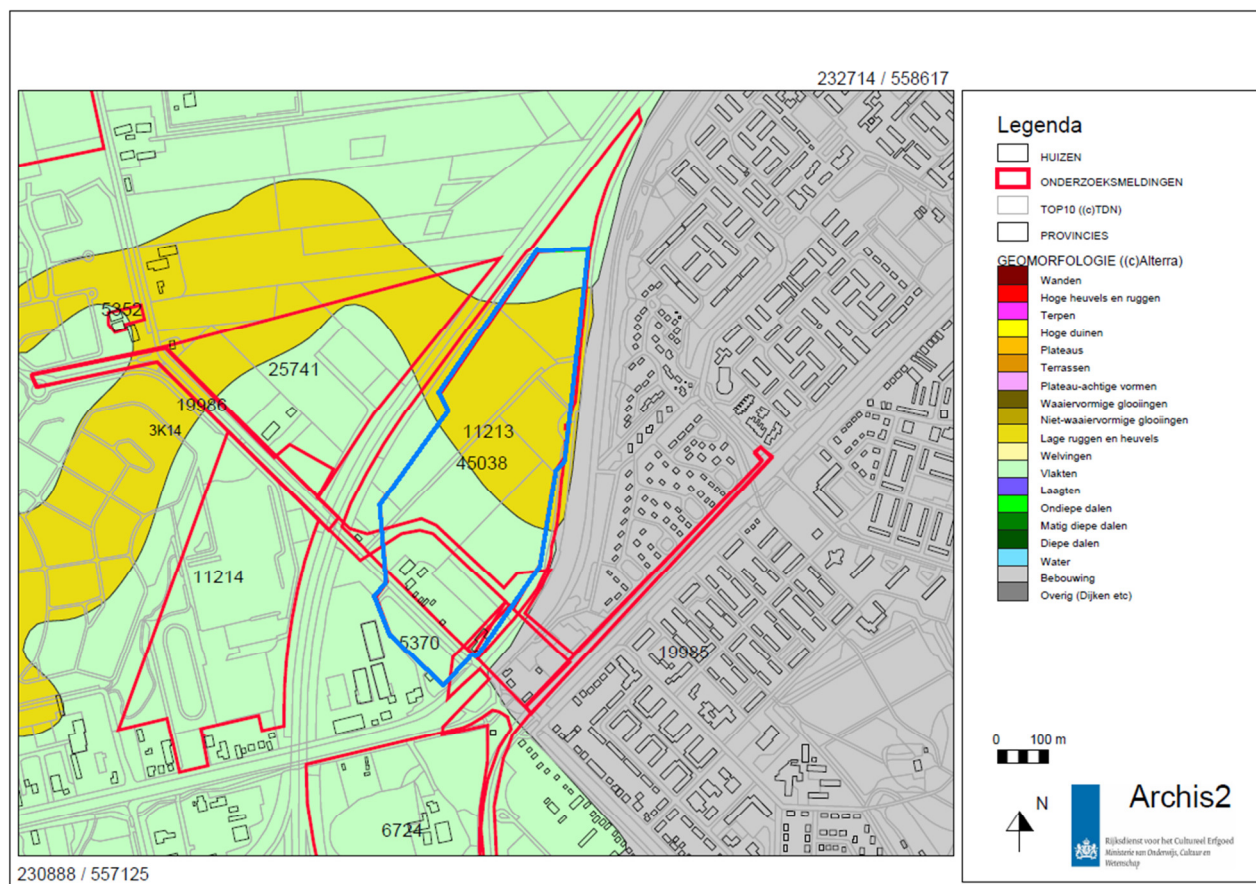 232714 / 558617
5352
25741
19986
3K14
11213
45038
11214
5370
19985
6724
230888 / 557125
Legenda
HUIZEN
ONDERZOEKSMELDINGEN
TOP10 ((c)TDN)
PROVINCIES
GEOMORFOLOGIE ((c)Alterra)
Wanden
Hoge heuvels en ruggen
Terpen
Hoge duinen
Plateaus
Terrassen
Plateau-achtige vormen
Waaiervormige glooiingen
Niet-waaiervormige glooiingen
Lage ruggen en heuvels
Welvingen
Vlakten
Laagten
Ondiepe dalen
Matig diepe dalen
Diepe dalen
Water
Bebouwing
Overig (Dijken etc)
0 100 m
N
Archis2
Rijksdienst voor het Cultureel Erfgoed
Ministerie van Onderwijs, Cultuur en
Wetenschap